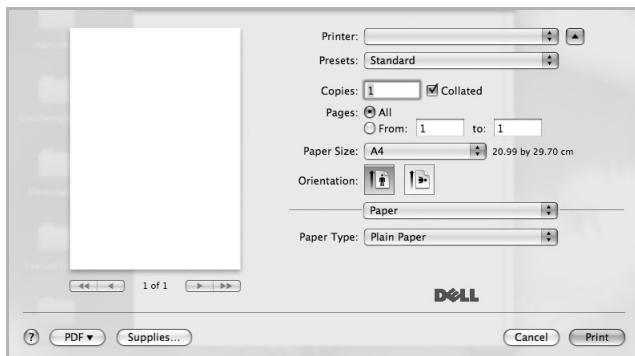 Printer:
Presets: Standard
Copies: 1 Collated
Pages: All
From: 1 to: 1
Paper Size: A4 20.99 by 29.70 cm
Orientation:
Paper
Paper Type: Plain Paper
1 of 1
DELL
? PDF Supplies... Cancel Print